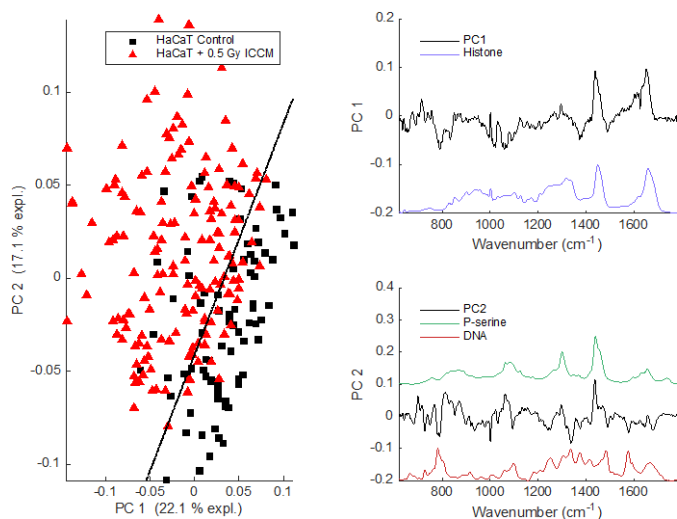 HaCaT Control
HaCaT + 0.5 Gy ICCM
0.1
0.05
0
-0.05
-0.1
PC 2 (17.1 % expl.)
-0.1
-0.05
0
0.05
0.1
PC 1 (22.1 % expl.)
PC1
Histone
0.2
0.1
0
-0.1
-0.2
PC 1
800
1000
1200
1400
1600
Wavenumber (cm-1)
PC2
P-serine
DNA
0.4
0.3
0.2
0.1
0
-0.1
-0.2
PC 2
800
1000
1200
1400
1600
Wavenumber (cm-1)